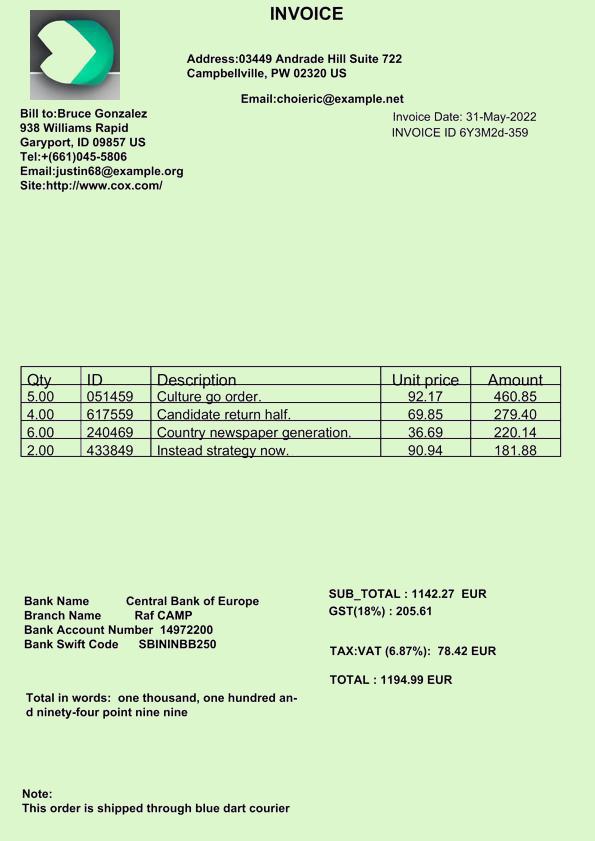 INVOICE
Address:03449 Andrade Hill Suite 722
Campbellville, PW 02320 US
Email:choieric@example.net
Bill to:Bruce Gonzalez
938 Williams Rapid
Garyport, ID 09857 US
Tel:+(661)045-5806
Email:justin68@example.org
Site:http://www.cox.com/
Invoice Date: 31-May-2022
INVOICE ID 6Y3M2d-359
Qty ID Description Unit price Amount
5.00 051459 Culture go order. 92.17 460.85
4.00 617559 Candidate return half. 69.85 279.40
6.00 240469 Country newspaper generation. 36.69 220.14
2.00 433849 Instead strategy now. 90.94 181.88
Bank Name Central Bank of Europe
Branch Name Raf CAMP
Bank Account Number 14972200
Bank Swift Code SBININBB250
SUB_TOTAL : 1142.27 EUR
GST(18%) : 205.61
TAX:VAT (6.87%): 78.42 EUR
TOTAL : 1194.99 EUR
Total in words: one thousand, one hundred an-
d ninety-four point nine nine
Note:
This order is shipped through blue dart courier